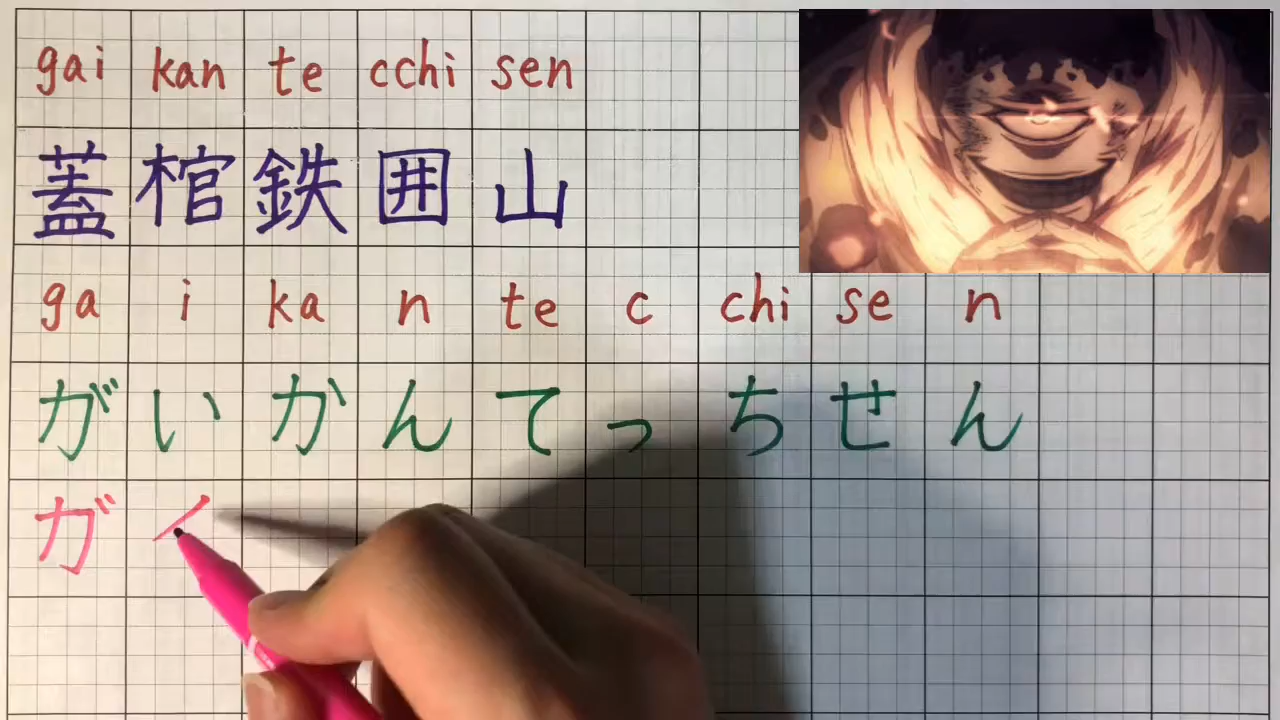 gai kan te cchi sen
蓋棺鉄囲山
ga i ka n te c chi se n
がいかんてっちせん
ガイ